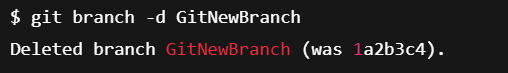 $ git branch -d GitNewBranch
Deleted branch GitNewBranch (was 1a2b3c4).